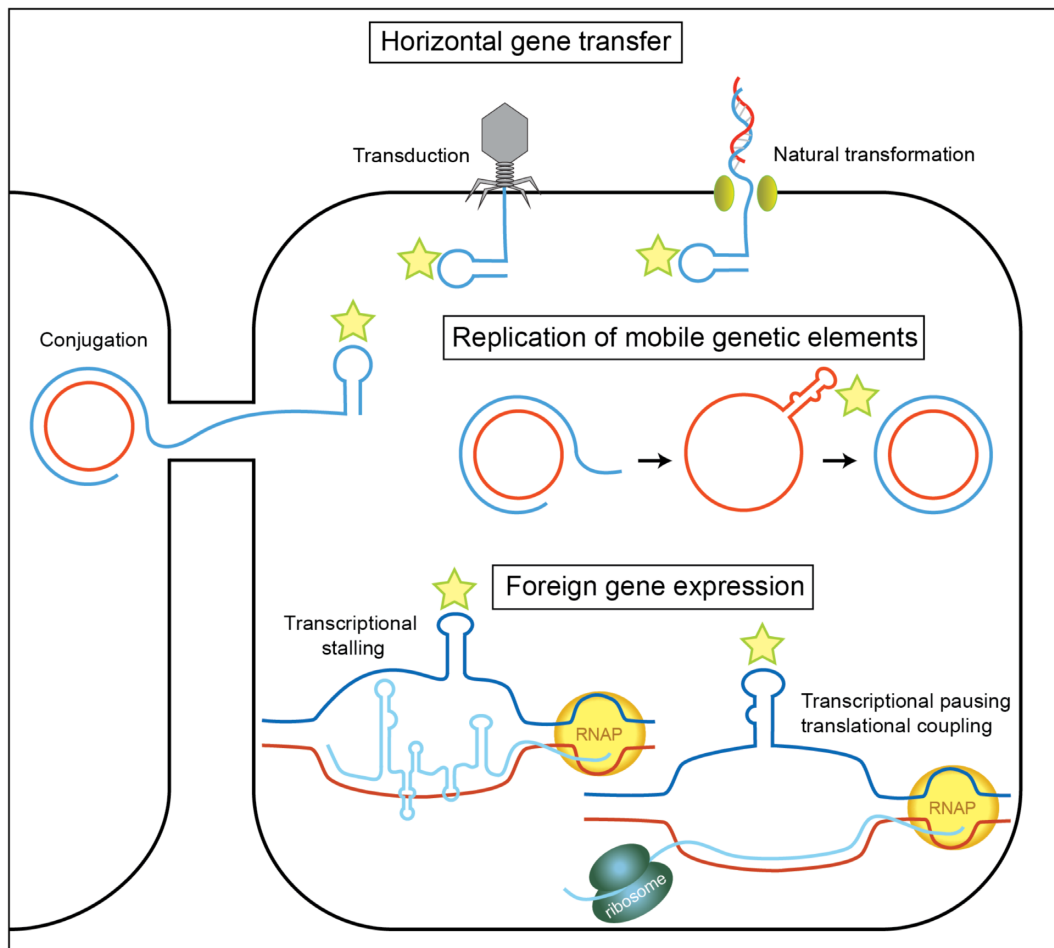 Horizontal gene transfer
Transduction
Natural transformation
Conjugation
Replication of mobile genetic elements
Foreign gene expression
Transcriptional
stalling
RNAP
Transcriptional pausing
translational coupling
RNAP
ribosome